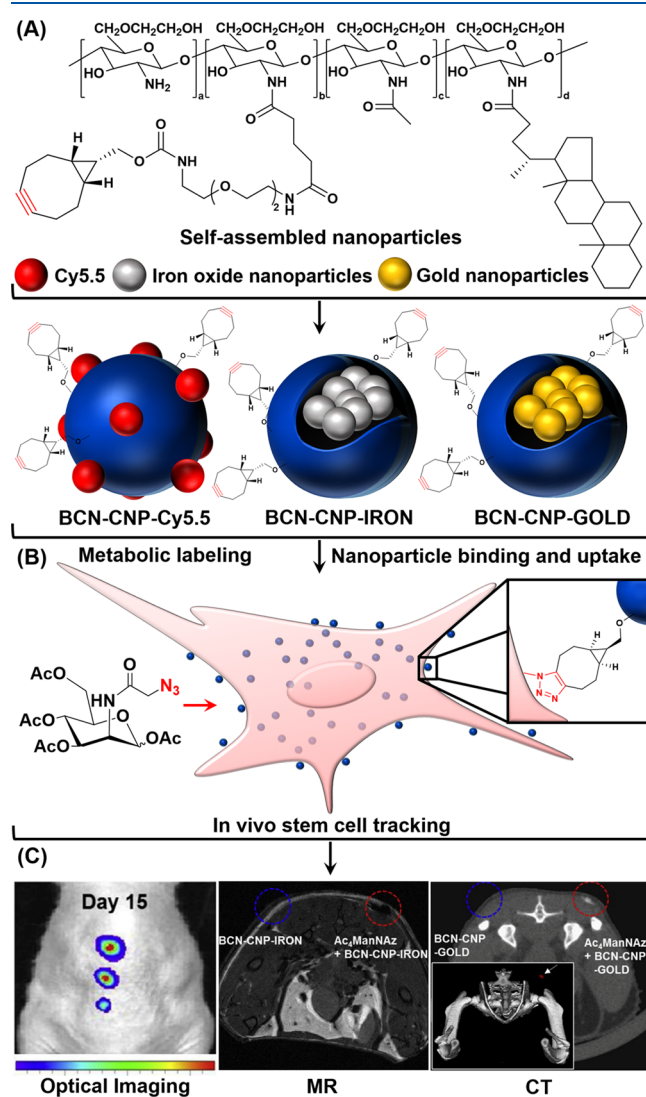 (A)
CH₂OCH₂CH₂OH CH₂OCH₂CH₂OH CH₂OCH₂CH₂OH CH₂OCH₂CH₂OH
O O O O
O O O O
HO HO HO HO
NH₂ NH NH NH
a b c d
O O O
H O
O NH
H
O 2 NH O
Self-assembled nanoparticles
Cy5.5 Iron oxide nanoparticles Gold nanoparticles
H H O
H H O
H H O
H H O
H H O
H H O
H H O
H H O
H H O
BCN-CNP-Cy5.5 BCN-CNP-IRON BCN-CNP-GOLD
Metabolic labeling Nanoparticle binding and uptake
(B)
O
H
H
N
N=N
O
AcO N₃
HN
AcO O
AcO OAc
In vivo stem cell tracking
(C)
Day 15
BCN-CNP-IRON
Ac₄ManNAz
+ BCN-CNP-IRON
BCN-CNP
-GOLD
Ac₄ManNAz
+ BCN-CNP
-GOLD
Optical Imaging MR CT